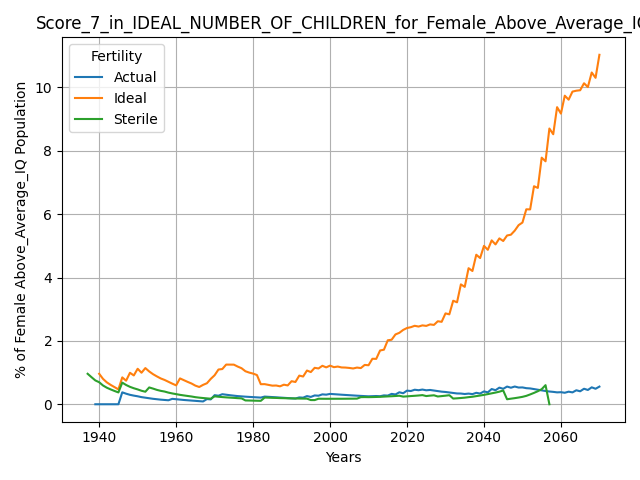 Score_7_in_IDEAL_NUMBER_OF_CHILDREN_for_Female_Above_Average_IQ
Fertility
Actual
Ideal
Sterile
% of Female Above_Average_IQ Population
10
8
6
4
2
0
1940 1960 1980 2000 2020 2040 2060
Years